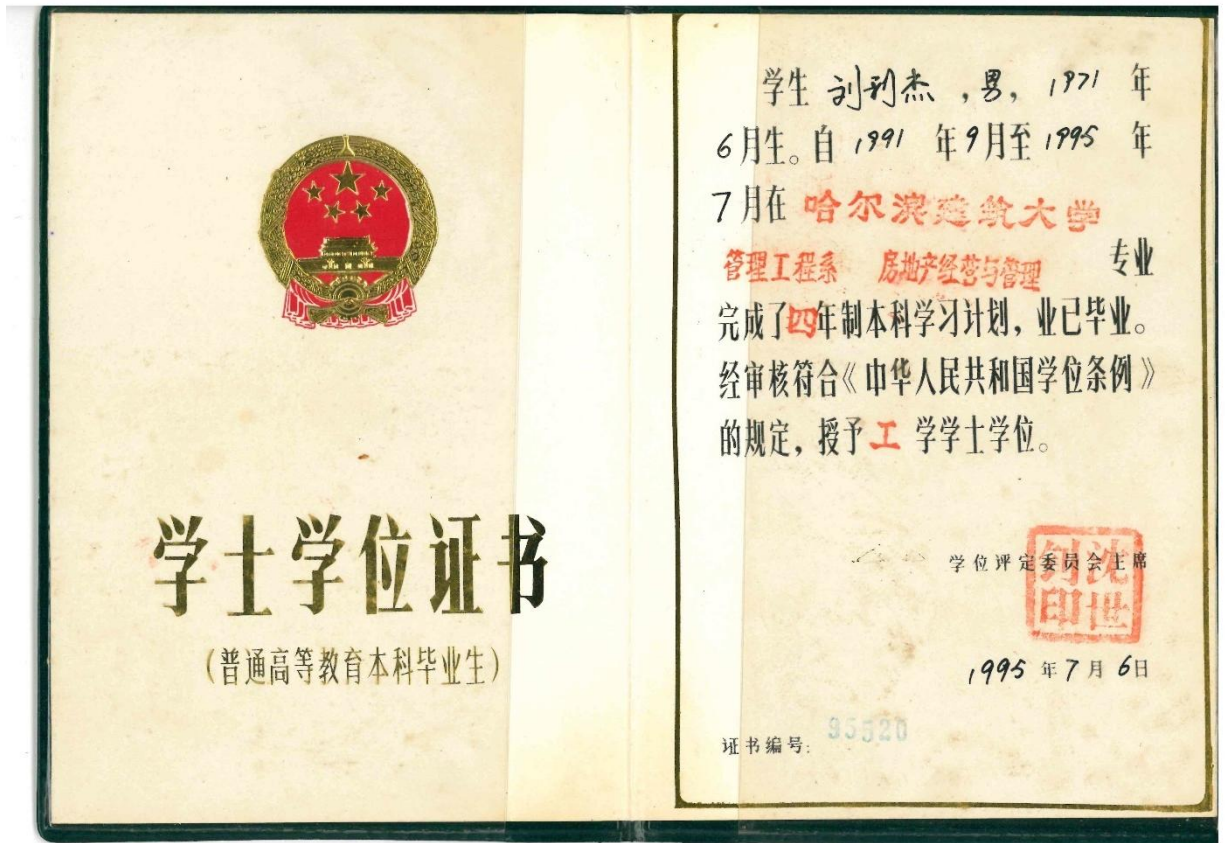 学士学位证书
(普通高等教育本科毕业生)
学生 刘利杰 ,男, 1971 年
6月生。自 1991 年9月至 1995 年
7月在 哈尔滨建筑大学
管理工程系 房地产经营与管理 专业
完成了四年制本科学习计划, 业已毕业。
经审核符合《中华人民共和国学位条例》
的规定, 授予 工 学学士学位。
学位评定委员会主席
沈世钊印
1995 年 7 月 6日
证书编号: 95520